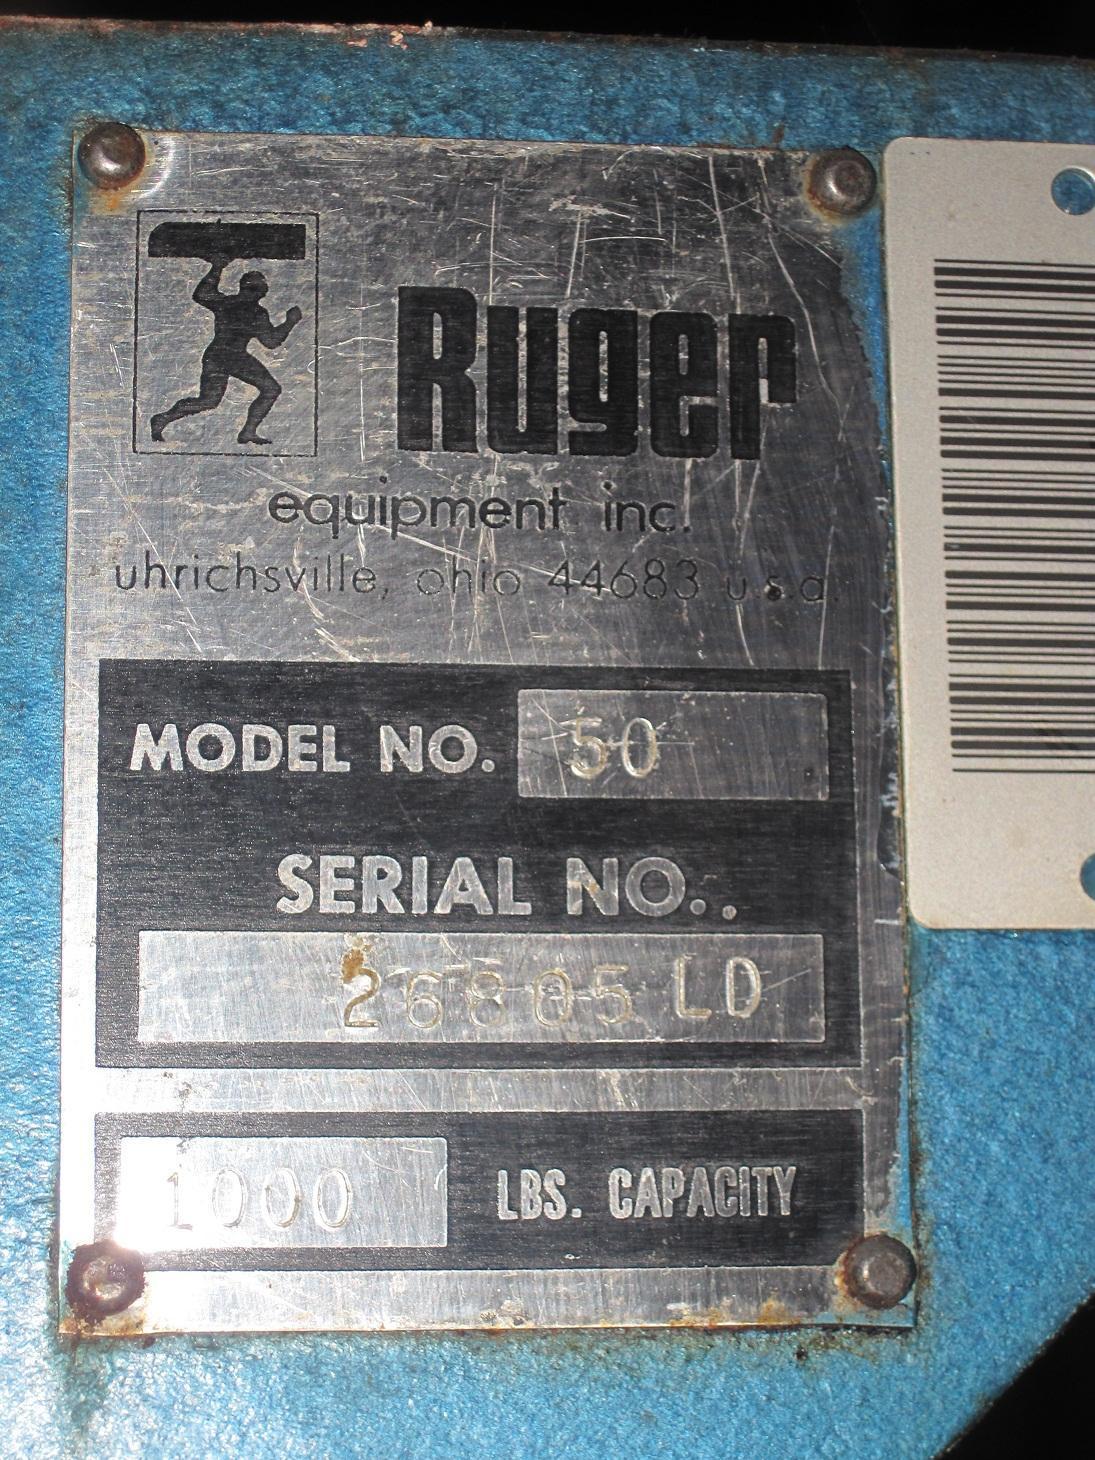 Ruger
equipment inc.
uhrichsville, ohio 44683 u.s.a.
MODEL NO. 50
SERIAL NO..
26805 LD
1000 LBS. CAPACITY